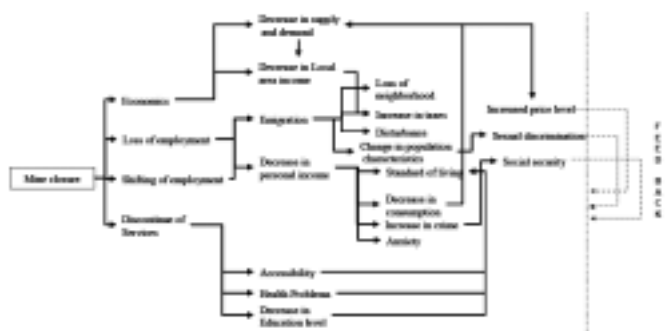 Decrease in supply
and demand
Decrease in Local
area income
Loss of
neighborhood
Economics
Increased price level
Emigration
Increase in taxes
Disturbance
Loss of employment
Sexual discrimination
Change in population
characteristics
Social security
Decrease in
personal income
Standard of living
Mine closure
Shifting of employment
Decrease in
consumption
Discontinue of
Services
Increase in crime
Anxiety
Accessibility
Health Problems
Decrease in
Education level